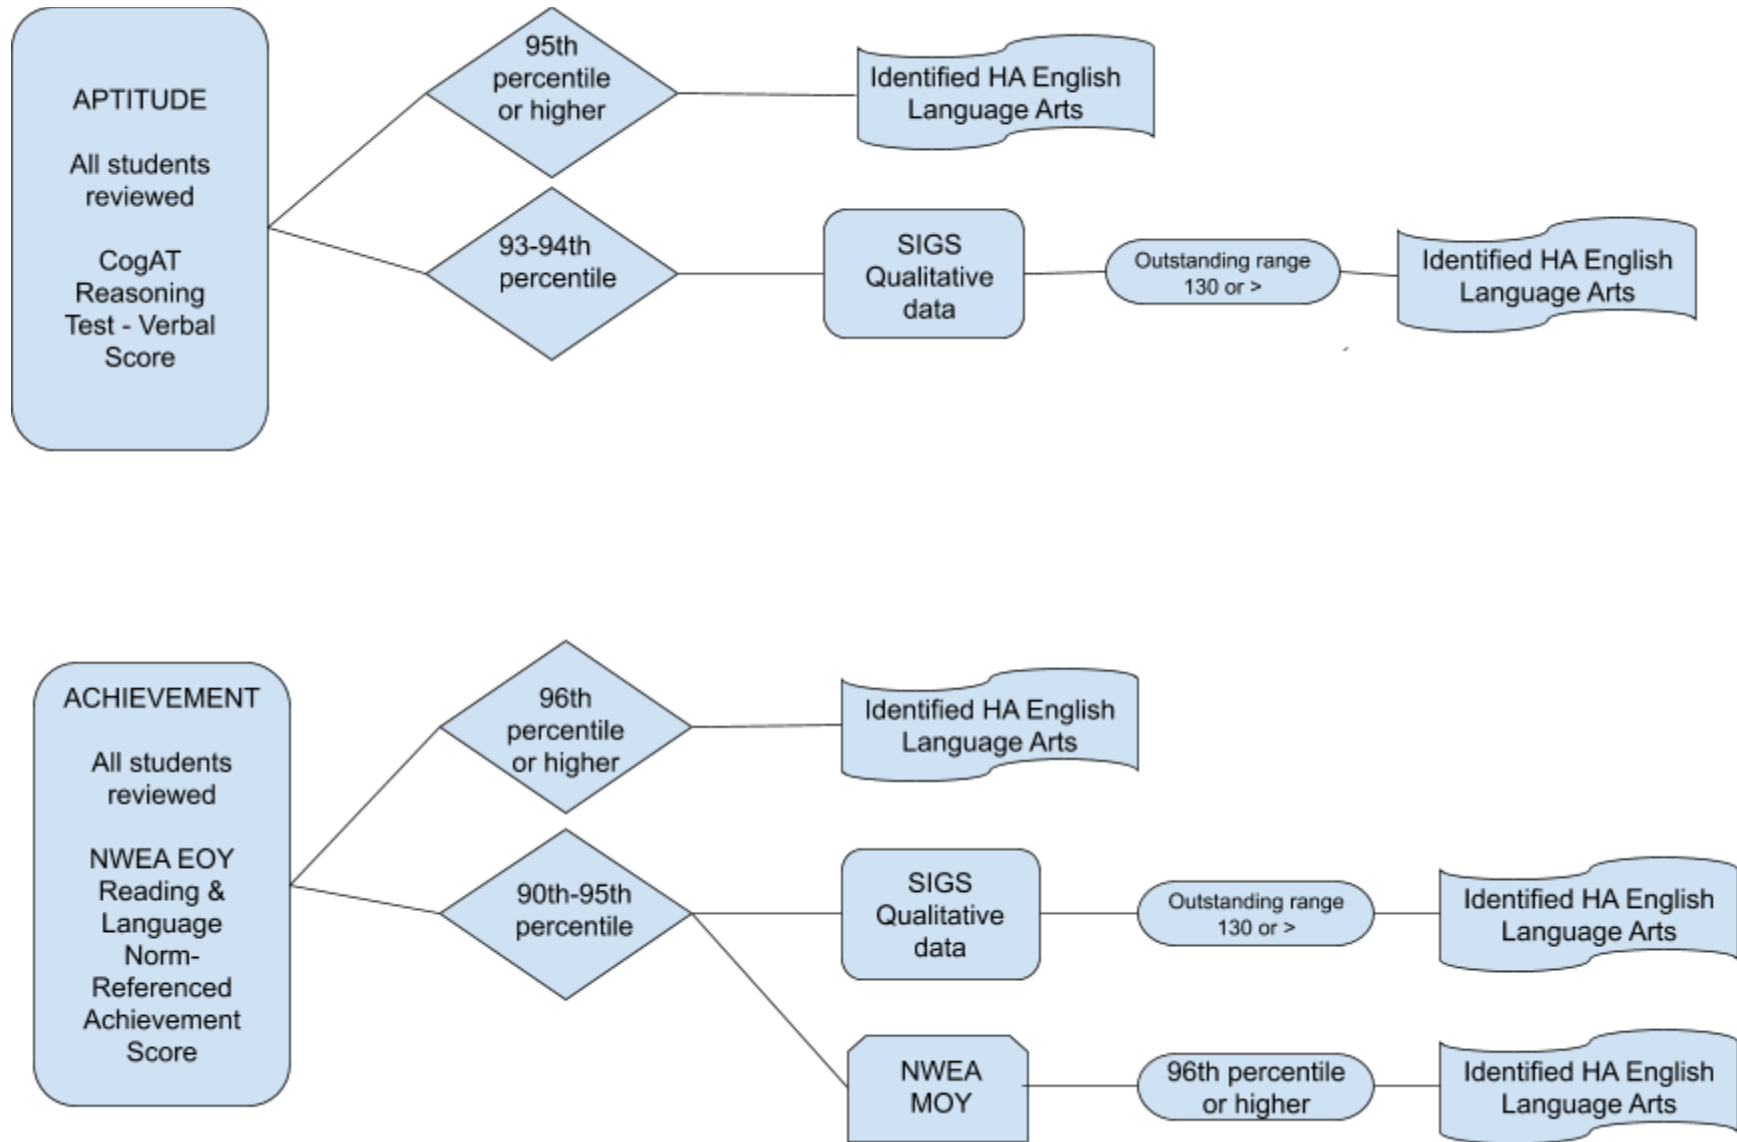 APTITUDE
All students
reviewed
CogAT
Reasoning
Test - Verbal
Score
95th
percentile
or higher
Identified HA English
Language Arts
93-94th
percentile
SIGS
Qualitative
data
Outstanding range
130 or >
Identified HA English
Language Arts
ACHIEVEMENT
All students
reviewed
NWEA EOY
Reading &
Language
Norm-
Referenced
Achievement
Score
96th
percentile
or higher
Identified HA English
Language Arts
90th-95th
percentile
SIGS
Qualitative
data
Outstanding range
130 or >
Identified HA English
Language Arts
NWEA
MOY
96th percentile
or higher
Identified HA English
Language Arts